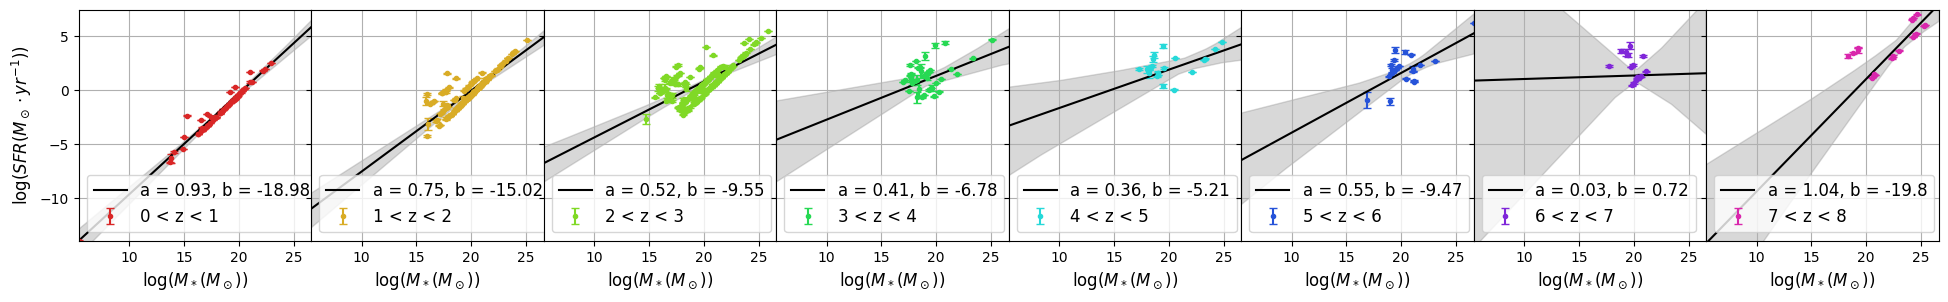 log(SFR(M⊙ · yr⁻¹))
5
0
−5
−10
a = 0.93, b = -18.98
0 < z < 1
a = 0.75, b = -15.02
1 < z < 2
a = 0.52, b = -9.55
2 < z < 3
a = 0.41, b = -6.78
3 < z < 4
a = 0.36, b = -5.21
4 < z < 5
a = 0.55, b = -9.47
5 < z < 6
a = 0.03, b = 0.72
6 < z < 7
a = 1.04, b = -19.8
7 < z < 8
10 15 20 25
10 15 20 25
10 15 20 25
10 15 20 25
10 15 20 25
10 15 20 25
10 15 20 25
10 15 20 25
log(M*(M⊙))
log(M*(M⊙))
log(M*(M⊙))
log(M*(M⊙))
log(M*(M⊙))
log(M*(M⊙))
log(M*(M⊙))
log(M*(M⊙))